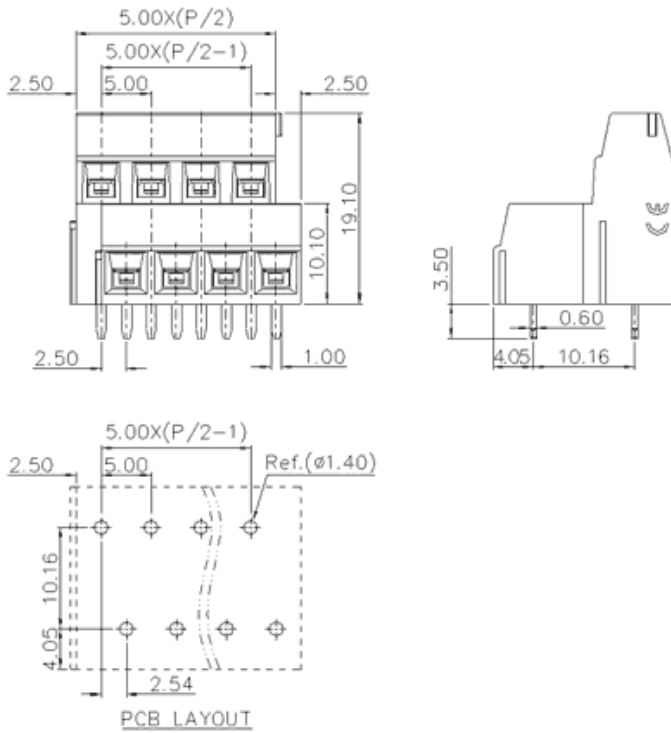 5.00X(P/2)
5.00X(P/2-1)
2.50
5.00
2.50
19.10
10.10
2.50
1.00
3.50
0.60
4.05
10.16
CE
5.00X(P/2-1)
2.50
5.00
Ref.(ø1.40)
10.16
4.05
2.54
PCB LAYOUT